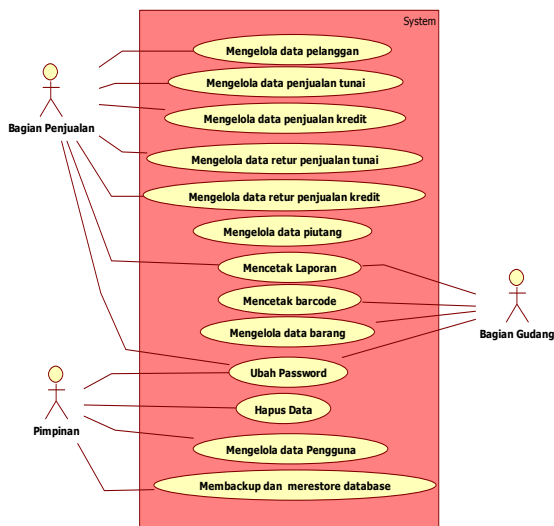 System
Mengelola data pelanggan
Mengelola data penjualan tunai
Bagian Penjualan
Mengelola data penjualan kredit
Mengelola data retur penjualan tunai
Mengelola data retur penjualan kredit
Mengelola data piutang
Mencetak Laporan
Mencetak barcode
Mengelola data barang
Bagian Gudang
Ubah Password
Pimpinan
Hapus Data
Mengelola data Pengguna
Membackup dan merestore database